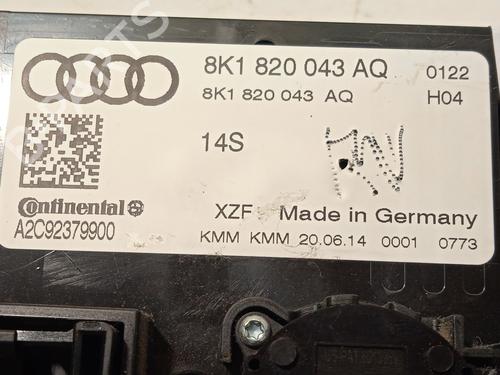 8K1 820 043 AQ 0122
8K1 820 043 AQ H04
14S
Continental
XZF Made in Germany
A2C92379900
KMM KMM 20.06.14 0001 0773